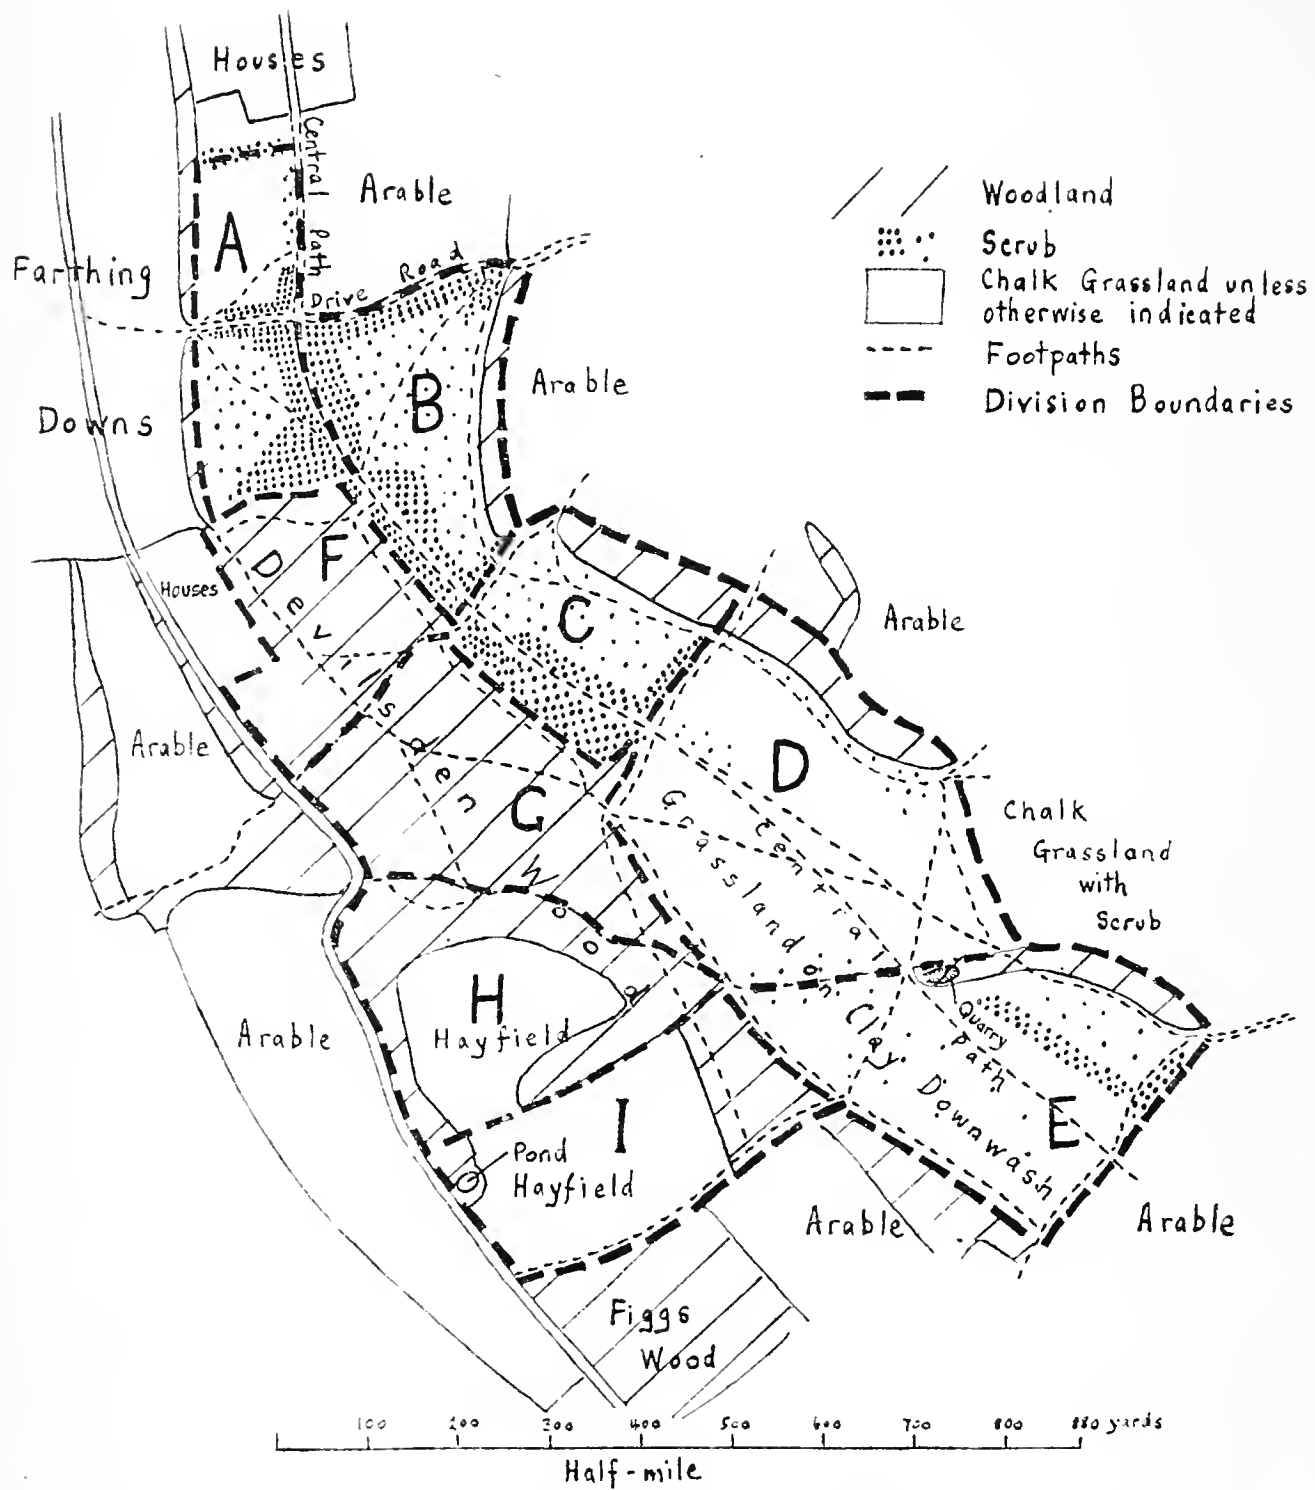 Houses
Central Path
Arable
A
Farthing
Downs
Drive Road
B
Arable
Woodland
Scrub
Chalk Grassland unless
otherwise indicated
Footpaths
Division Boundaries
F
Houses
Devilsden Wood
C
Arable
Arable
D
G
Central Path
Grassland on Clay Downwash
Chalk
Grassland
with
Scrub
H
Hayfield
Arable
Quarry
E
I
Pond
Hayfield
Arable
Arable
Figgs
Wood
100 200 300 400 500 600 700 800 880 yards
Half-mile